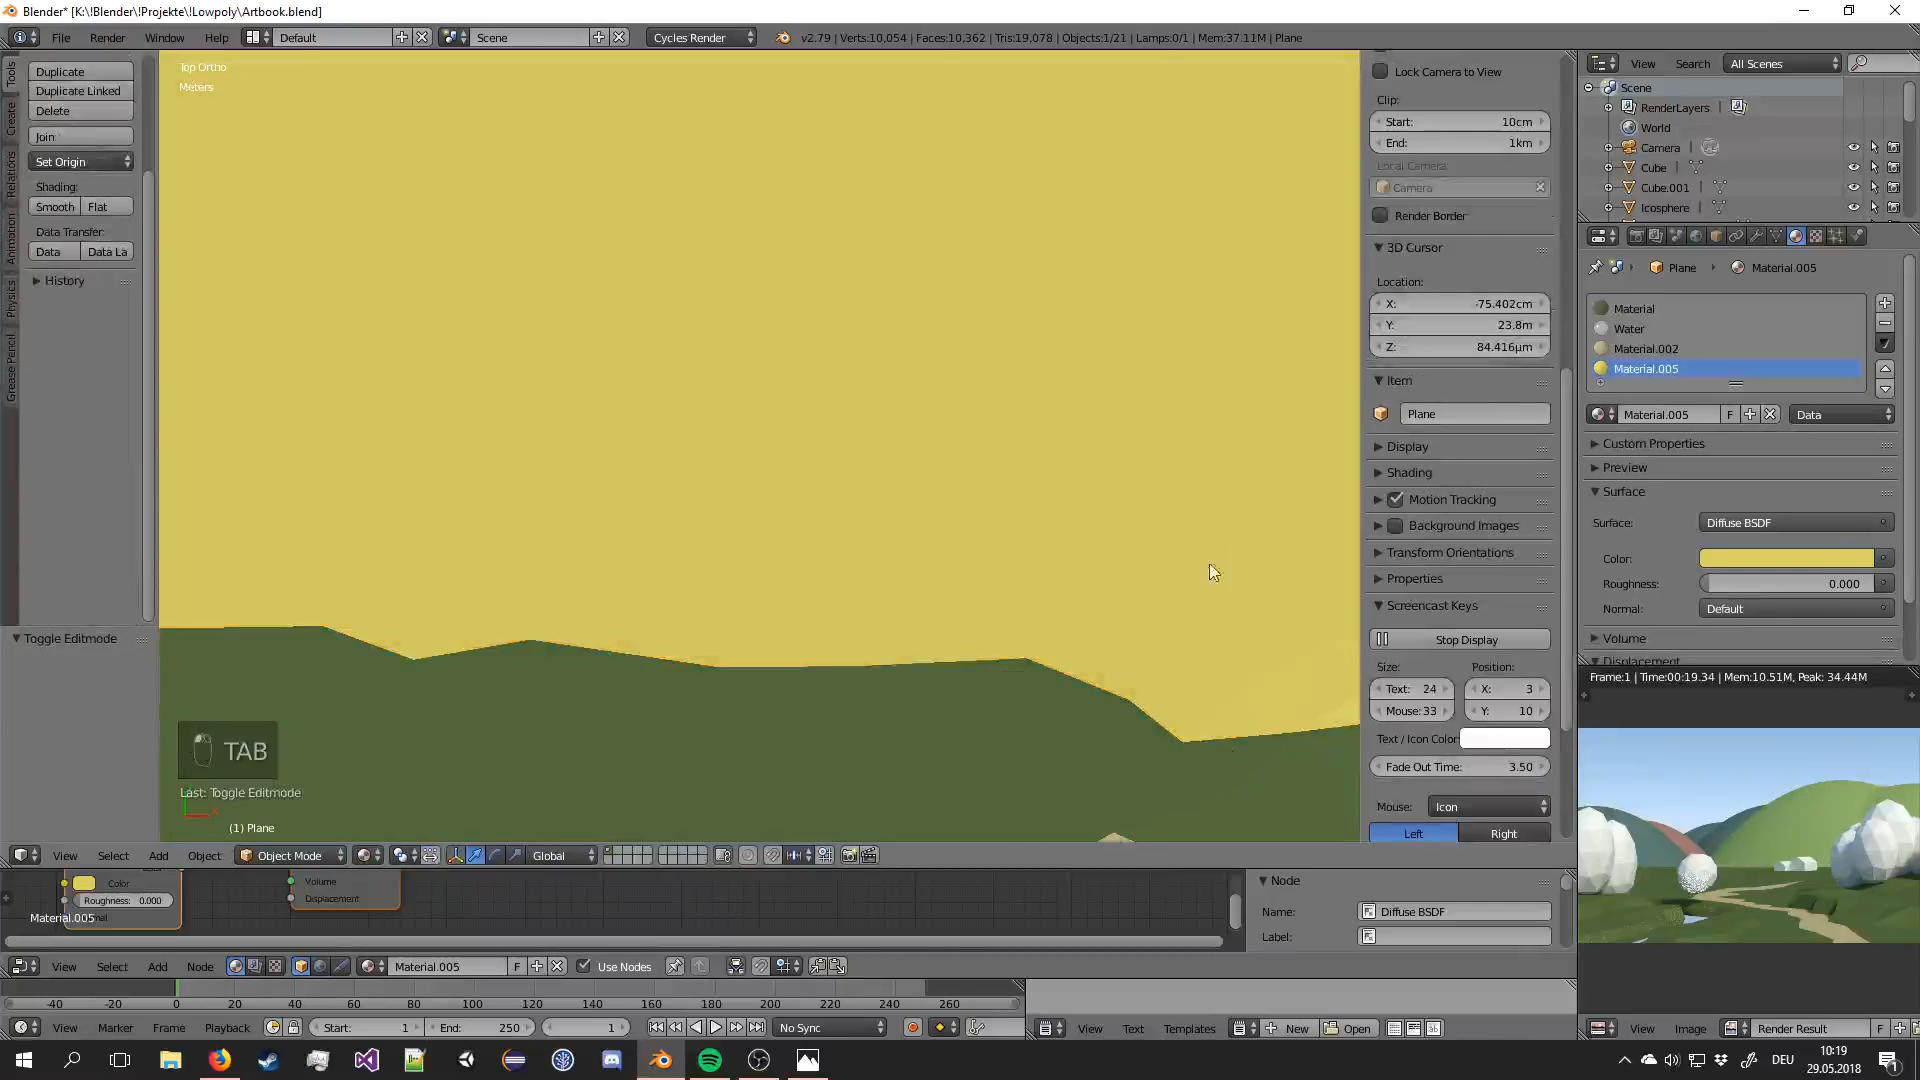 Blender* [K:\!Blender\!Projekte\!Lowpoly\Artbook.blend]
File Render Window Help Default Scene Cycles Render v2.79 | Verts:10,054 | Faces:10,362 | Tris:19,078 | Objects:1/21 | Lamps:0/1 | Mem:37.11M | Plane
Tools
Create
Relations
Animation
Physics
Grease Pencil
Duplicate
Duplicate Linked
Delete
Join
Set Origin
Shading:
Smooth Flat
Data Transfer:
Data Data La
History
Toggle Editmode
Top Ortho
Meters
TAB
Last: Toggle Editmode
(1) Plane
Lock Camera to View
Clip:
Start: 10cm
End: 1km
Local Camera:
Camera
Render Border
3D Cursor
Location:
X: -75.402cm
Y: 23.8m
Z: 84.416µm
Item
Plane
Display
Shading
Motion Tracking
Background Images
Transform Orientations
Properties
Screencast Keys
Stop Display
Size: Position:
Text: 24 X: 3
Mouse: 33 Y: 10
Text / Icon Color
Fade Out Time: 3.50
Mouse: Icon
Left Right
View Search All Scenes
Scene
RenderLayers
World
Camera
Cube
Cube.001
Icosphere
Plane Material.005
Material
Water
Material.002
Material.005
Material.005 F Data
Custom Properties
Preview
Surface
Surface: Diffuse BSDF
Color:
Roughness: 0.000
Normal: Default
Volume
Displacement
Frame:1 | Time:00:19.34 | Mem:10.51M, Peak: 34.44M
View Select Add Object Object Mode Global
Color
Roughness: 0.000
Material.005
Volume
Displacement
Node
Name: Diffuse BSDF
Label:
View Select Add Node Material.005 F Use Nodes
-40 -20 0 20 40 60 80 100 120 140 160 180 200 220 240 260
View Marker Frame Playback Start: 1 End: 250 1 No Sync
View Text Templates New Open
View Image Render Result F
DEU
10:19
29.05.2018
1